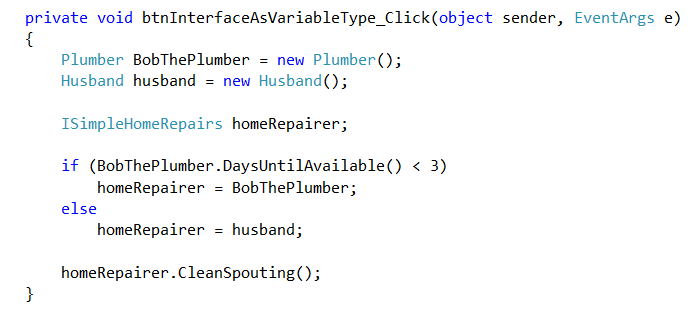 private void btnInterfaceAsVariableType_Click(object sender, EventArgs e)
{
    Plumber BobThePlumber = new Plumber();
    Husband husband = new Husband();

    ISimpleHomeRepairs homeRepairer;

    if (BobThePlumber.DaysUntilAvailable() < 3)
        homeRepairer = BobThePlumber;
    else
        homeRepairer = husband;

    homeRepairer.CleanSpouting();
}